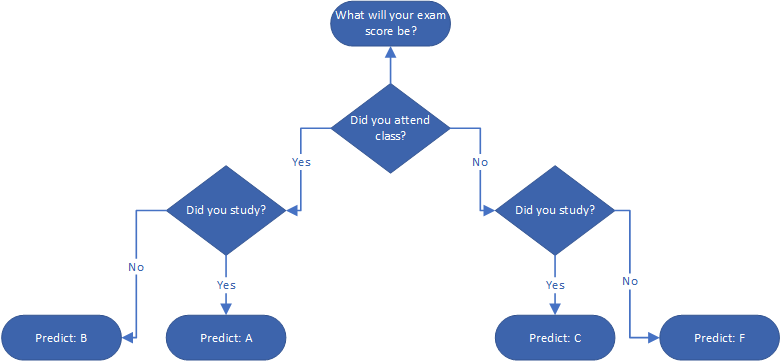 What will your exam
score be?
Did you attend
class?
Yes
No
Did you study?
Did you study?
No
Yes
Yes
No
Predict: B
Predict: A
Predict: C
Predict: F